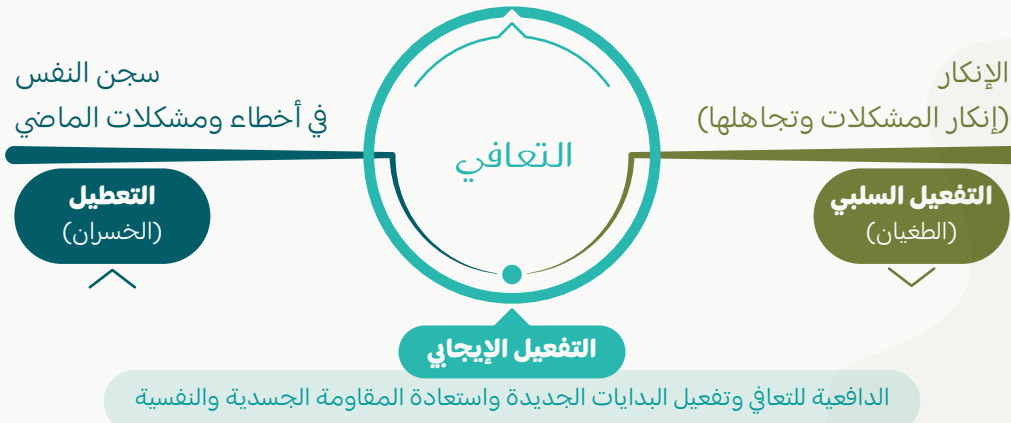 الإنكار
(إنكار المشكلات وتجاهلها)
التفعيل السلبي
(الطغيان)
التعافي
سجن النفس
في أخطاء ومشكلات الماضي
التعطيل
(الخسران)
التفعيل الإيجابي
الدافعية للتعافي وتفعيل البدايات الجديدة واستعادة المقاومة الجسدية والنفسية